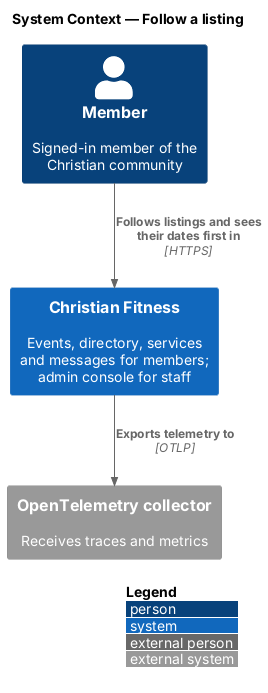 System Context — Follow a listing
Member
Signed-in member of the
Christian community
Follows listings and sees
their dates first in
[HTTPS]
Christian Fitness
Events, directory, services
and messages for members;
admin console for staff
Exports telemetry to
[OTLP]
OpenTelemetry collector
Receives traces and metrics
Legend
person
system
external person
external system